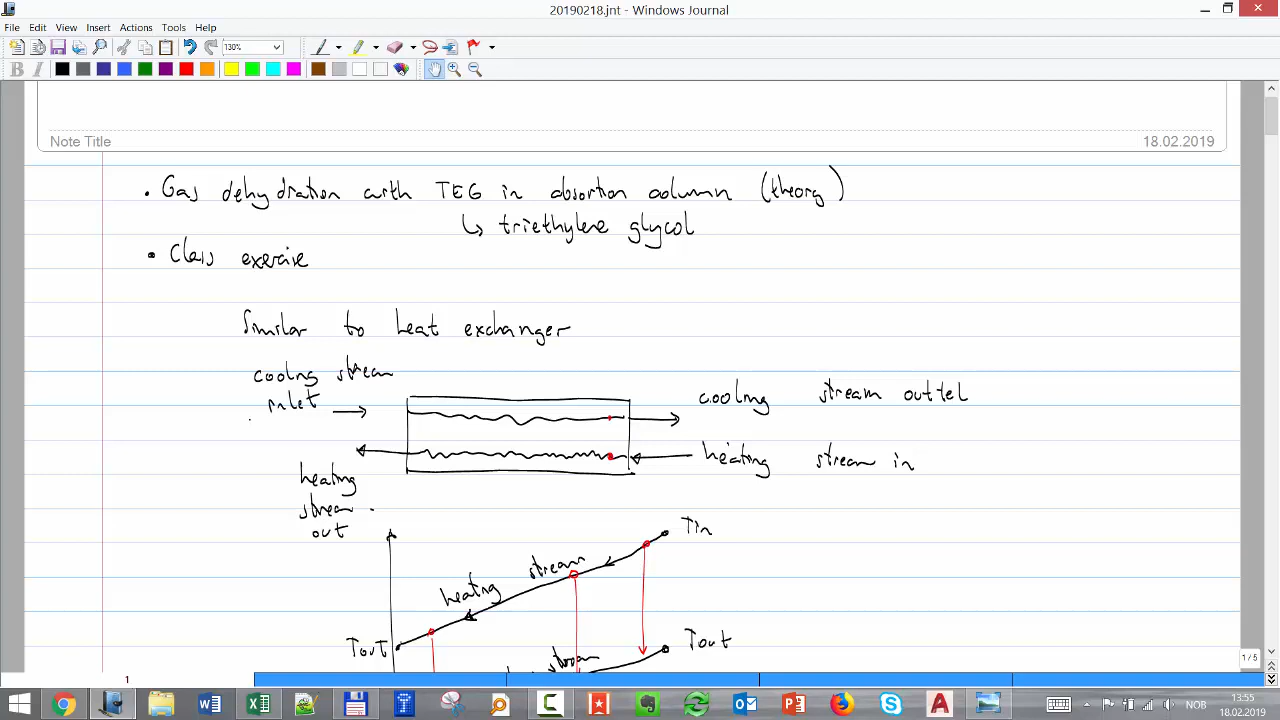 20190218.jnt - Windows Journal
File Edit View Insert Actions Tools Help
130%
Note Title
18.02.2019
• Gas dehydration with TEG in absortion column (theory)
↳ triethylene glycol
• Class exercise
Similar to heat exchanger
cooling stream
inlet
cooling stream outtel
heating stream in
heating
stream
out
Tin
heating stream
Tout
Tout
stream
1 / 5
1
NOB
13:55
18.02.2019